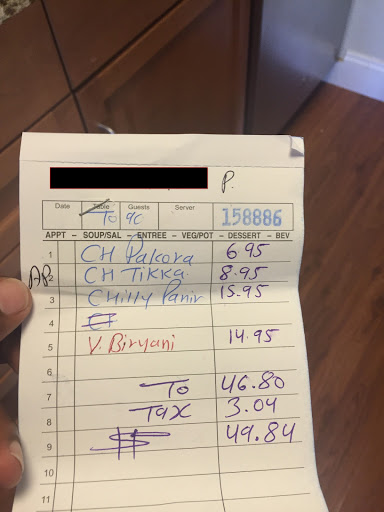 P.
Date Table Guests Server
To go 158886
APPT - SOUP/SAL - ENTREE - VEG/POT - DESSERT - BEV
1 CH Pakora 6.95
AP 2 CH TIKKA 8.95
3 CHilly Panir 15.95
4
5 V. Biryani 14.95
6
7 To 46.80
8 TAX 3.04
9 $ 49.84
10
11